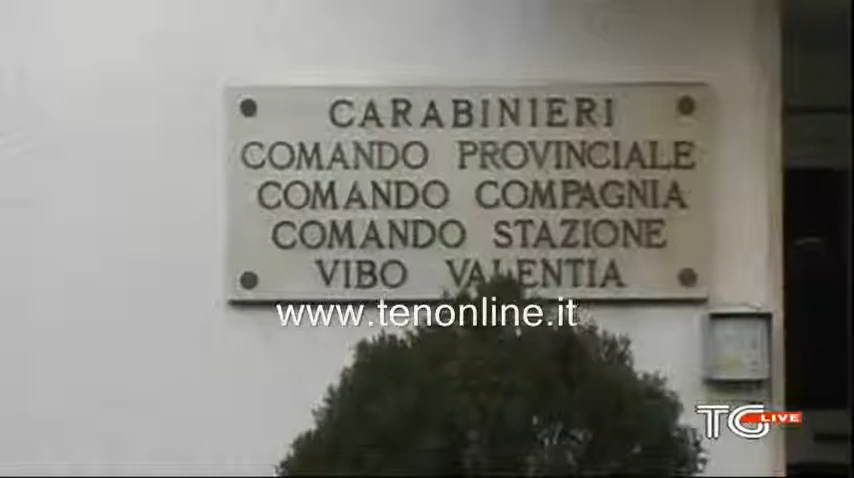 CARABINIERI
COMANDO PROVINCIALE
COMANDO COMPAGNIA
COMANDO STAZIONE
VIBO VALENTIA
www.tenonline.it
TG LIVE